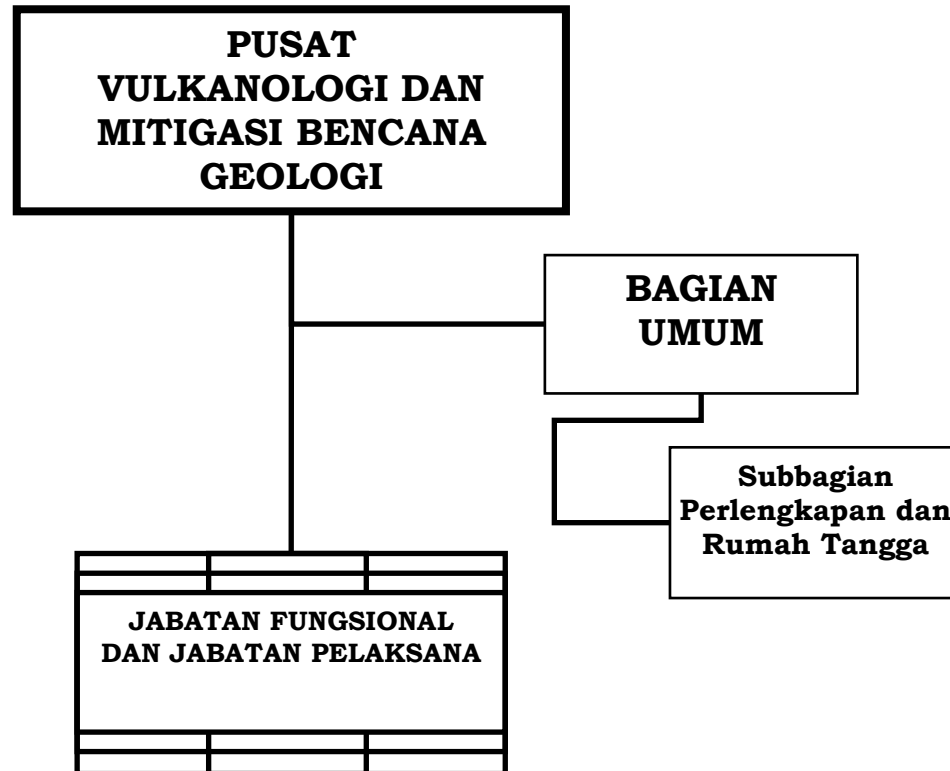 PUSAT
VULKANOLOGI DAN
MITIGASI BENCANA
GEOLOGI
BAGIAN
UMUM
Subbagian
Perlengkapan dan
Rumah Tangga
JABATAN FUNGSIONAL
DAN JABATAN PELAKSANA